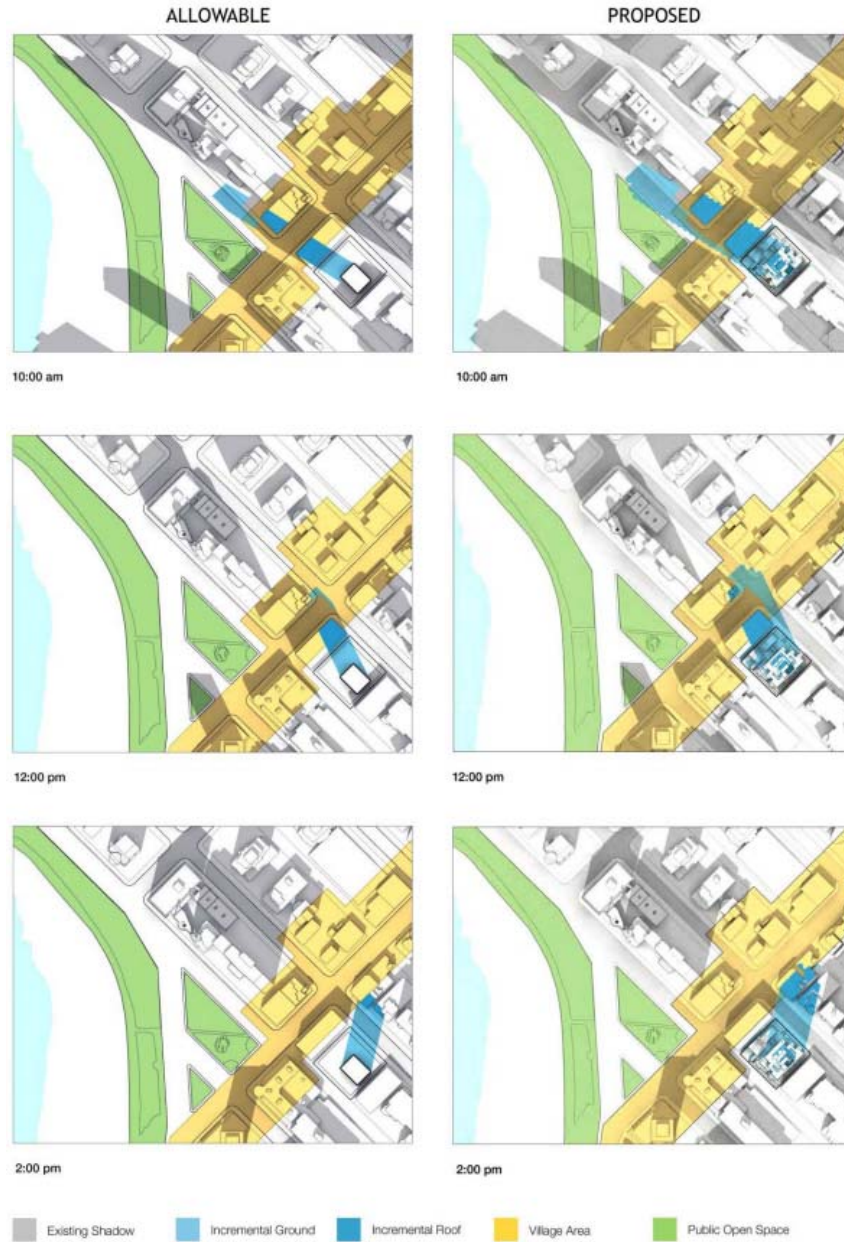 ALLOWABLE PROPOSED
10:00 am 10:00 am
12:00 pm 12:00 pm
2:00 pm 2:00 pm
Existing Shadow Incremental Ground Incremental Roof Village Area Public Open Space